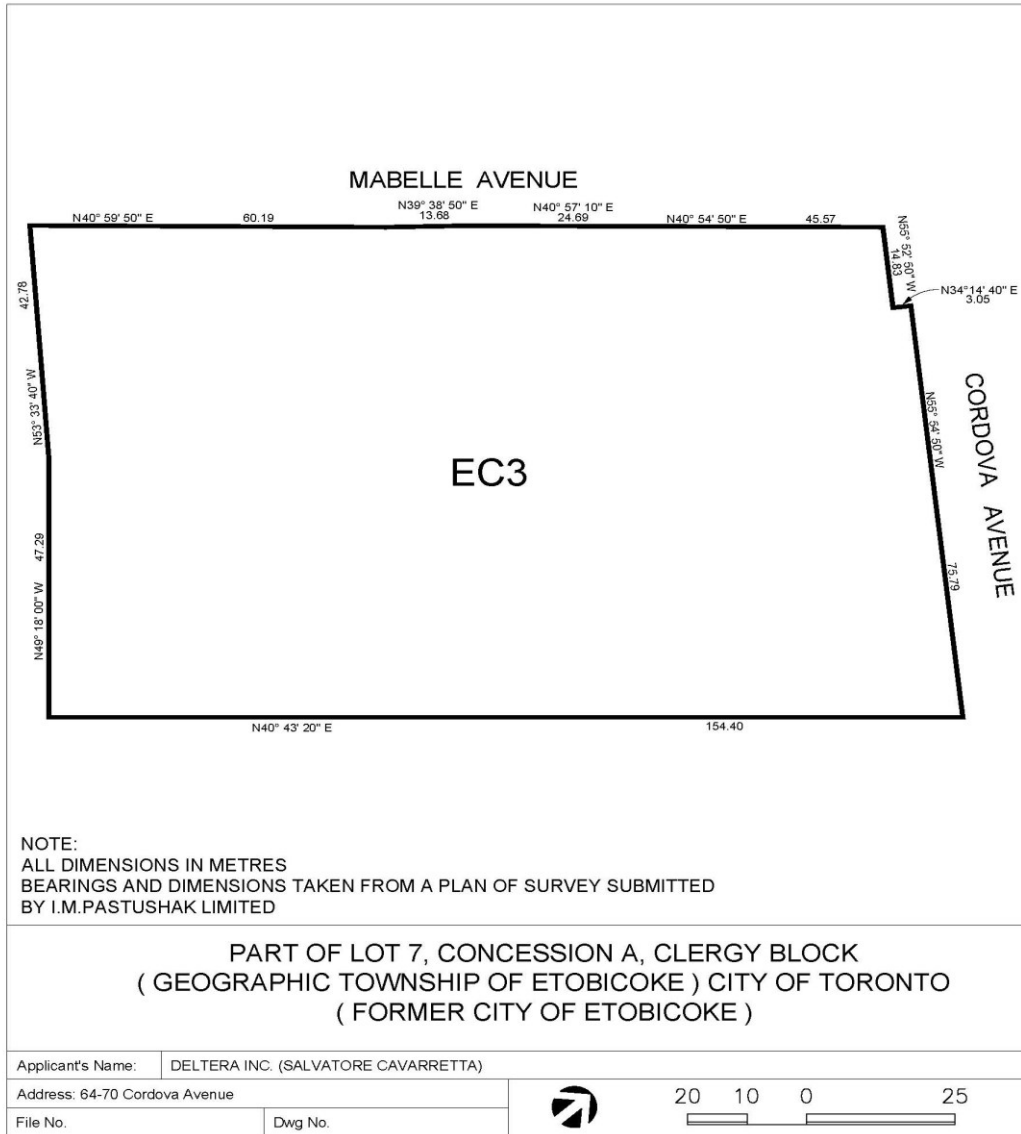 MABELLE AVENUE
N40° 59' 50" E
60.19
N39° 38' 50" E
13.68
N40° 57' 10" E
24.69
N40° 54' 50" E
45.57
N55° 52' 50" W
14.83
N34°14' 40" E
3.05
42.78
N53° 33' 40" W
N55° 54' 50" W
CORDOVA AVENUE
EC3
47.29
N49° 18' 00" W
75.79
N40° 43' 20" E
154.40
NOTE:
ALL DIMENSIONS IN METRES
BEARINGS AND DIMENSIONS TAKEN FROM A PLAN OF SURVEY SUBMITTED
BY I.M.PASTUSHAK LIMITED
PART OF LOT 7, CONCESSION A, CLERGY BLOCK
( GEOGRAPHIC TOWNSHIP OF ETOBICOKE ) CITY OF TORONTO
( FORMER CITY OF ETOBICOKE )
Applicant's Name: DELTERA INC. (SALVATORE CAVARRETTA)
Address: 64-70 Cordova Avenue
File No. Dwg No.
20 10 0 25